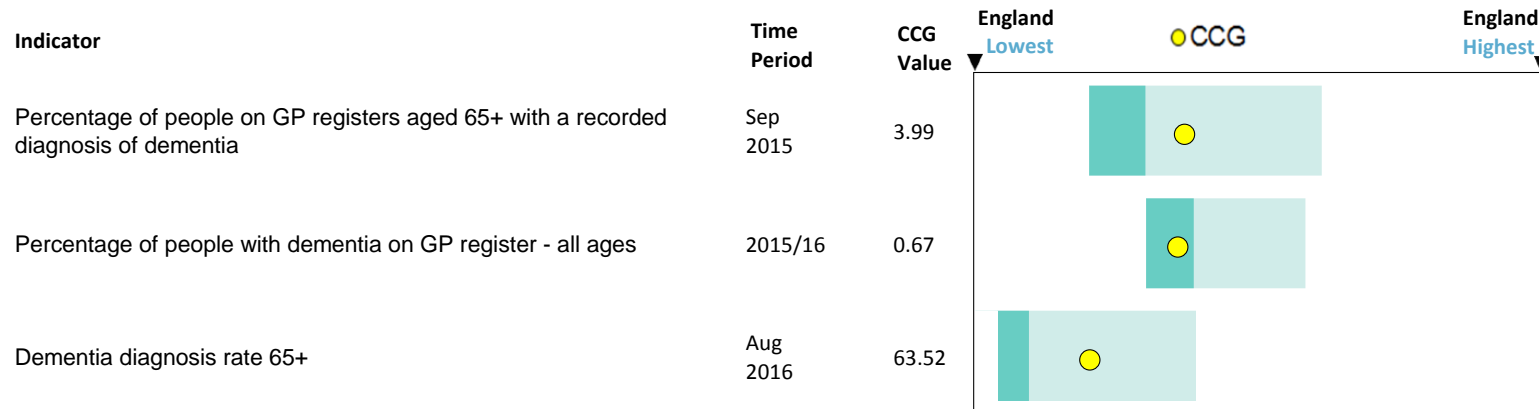 Indicator
Time
Period
CCG
Value
England
Lowest
CCG
England
Highest
Percentage of people on GP registers aged 65+ with a recorded
diagnosis of dementia
Sep
2015
3.99
Percentage of people with dementia on GP register - all ages
2015/16
0.67
Dementia diagnosis rate 65+
Aug
2016
63.52